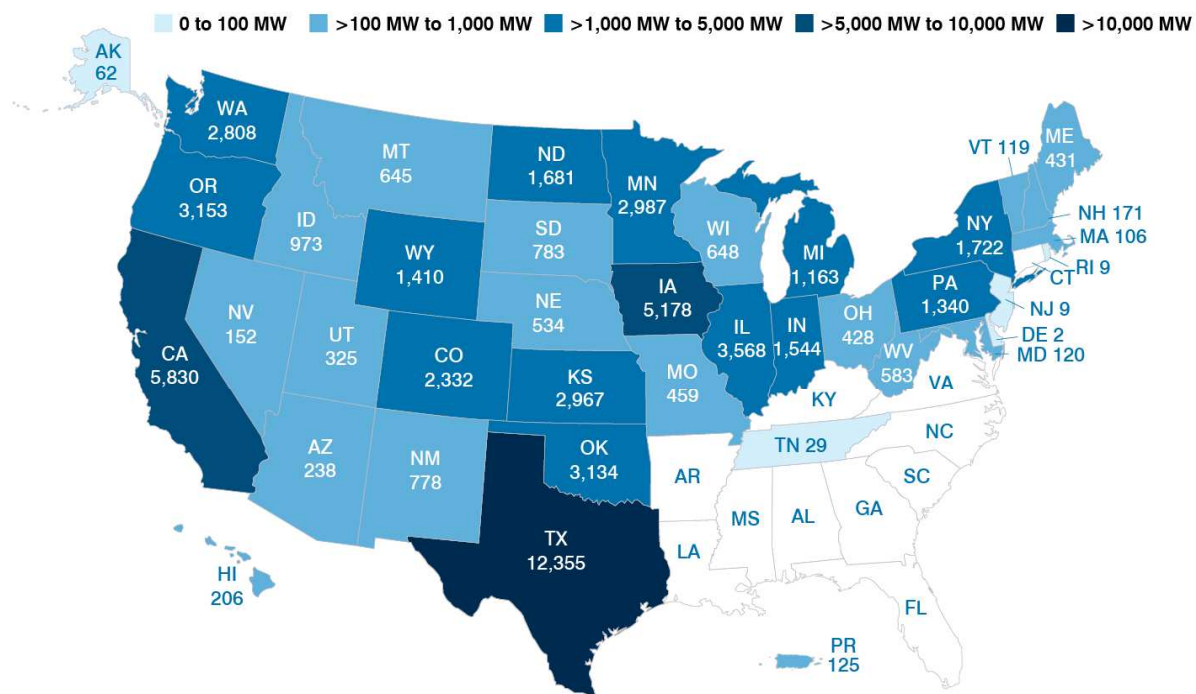 0 to 100 MW >100 MW to 1,000 MW >1,000 MW to 5,000 MW >5,000 MW to 10,000 MW >10,000 MW
AK
62
WA
2,808
OR
3,153
CA
5,830
NV
152
ID
973
MT
645
WY
1,410
UT
325
AZ
238
CO
2,332
NM
778
ND
1,681
SD
783
NE
534
KS
2,967
OK
3,134
TX
12,355
MN
2,987
IA
5,178
MO
459
AR
LA
WI
648
IL
3,568
MI
1,163
IN
1,544
OH
428
KY
TN 29
MS
AL
GA
FL
SC
NC
VA
WV
583
PA
1,340
NY
1,722
VT 119
ME
431
NH 171
MA 106
RI 9
CT
NJ 9
DE 2
MD 120
HI
206
PR
125